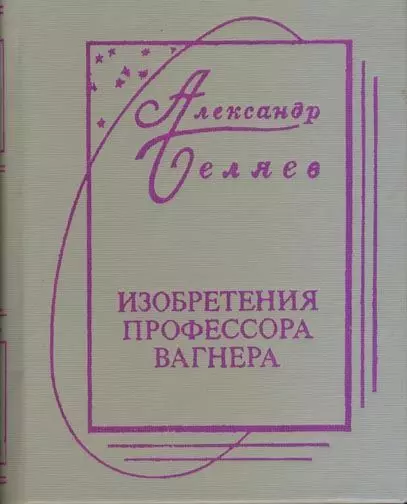 Александр
Беляев
ИЗОБРЕТЕНИЯ
ПРОФЕССОРА
ВАГНЕРА